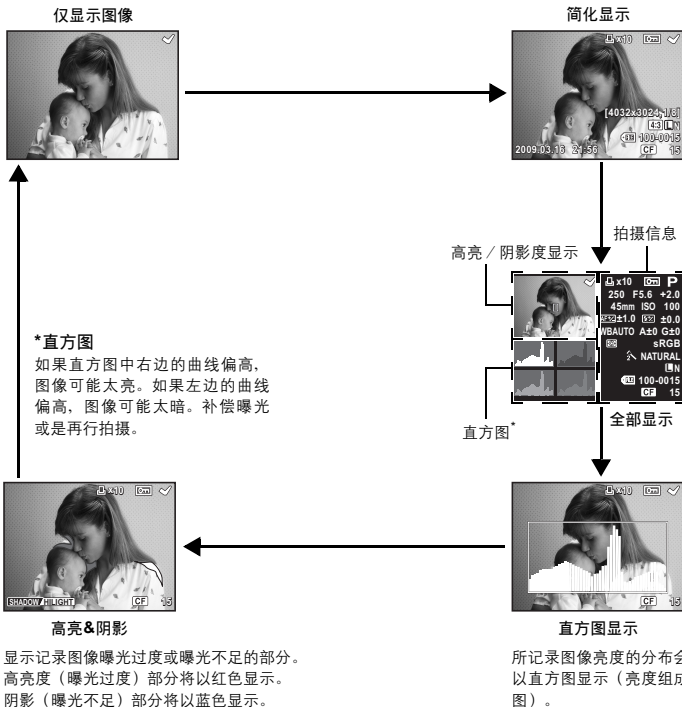 仅显示图像
简化显示
x10
[4032x3024,1/8]
4:3 L N
100-0015
2009.03.16 21:56 CF 15
拍摄信息
高亮／阴影度显示
x10 P
250 F5.6 +2.0
45mm ISO 100
±1.0 ±0.0
WBAUTO A±0 G±0
sRGB
NATURAL
L N
100-0015
CF 15
*直方图
如果直方图中右边的曲线偏高，
图像可能太亮。如果左边的曲线
偏高，图像可能太暗。补偿曝光
或是再行拍摄。
直方图*
全部显示
x10
SHADOW HILIGHT CF 15
x10
CF 15
高亮&阴影
直方图显示
显示记录图像曝光过度或曝光不足的部分。
高亮度（曝光过度）部分将以红色显示。
阴影（曝光不足）部分将以蓝色显示。
所记录图像亮度的分布会
以直方图显示（亮度组成
图）。